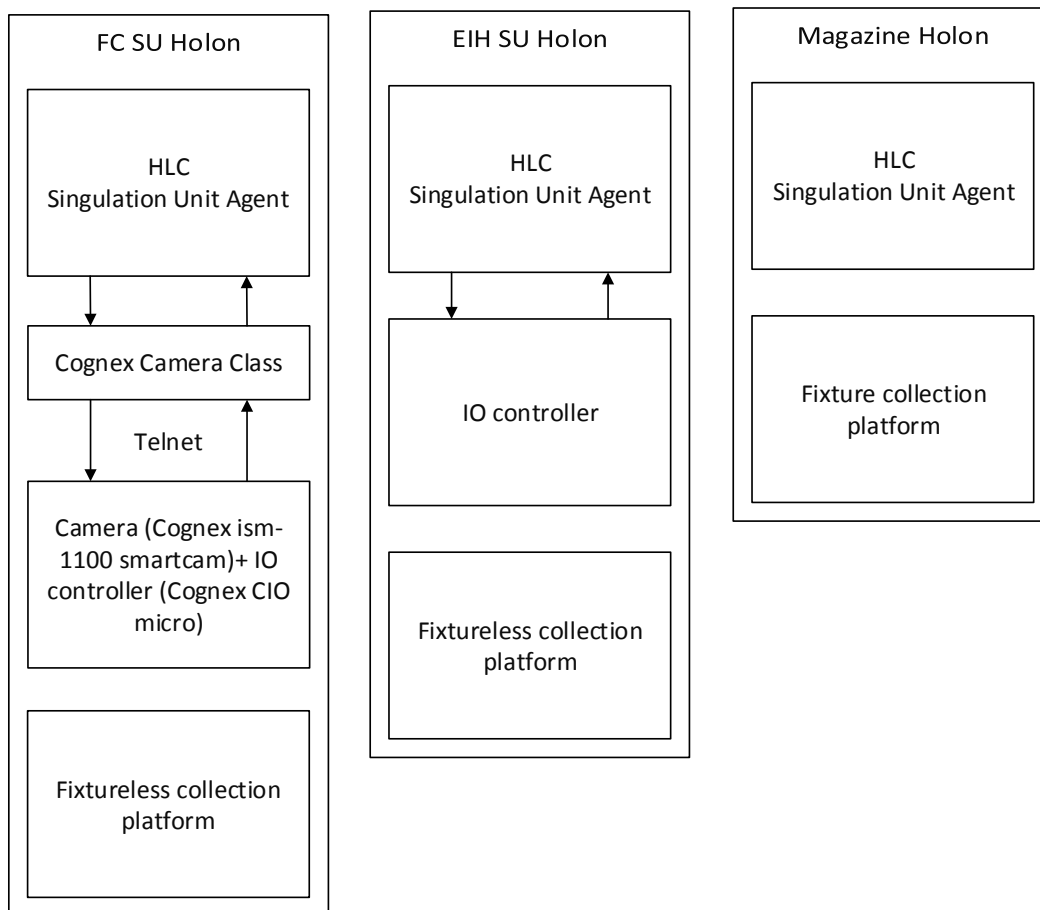 FC SU Holon
HLC
Singulation Unit Agent
Cognex Camera Class
Telnet
Camera (Cognex ism-
1100 smartcam)+ IO
controller (Cognex CIO
micro)
Fixtureless collection
platform
EIH SU Holon
HLC
Singulation Unit Agent
IO controller
Fixtureless collection
platform
Magazine Holon
HLC
Singulation Unit Agent
Fixture collection
platform